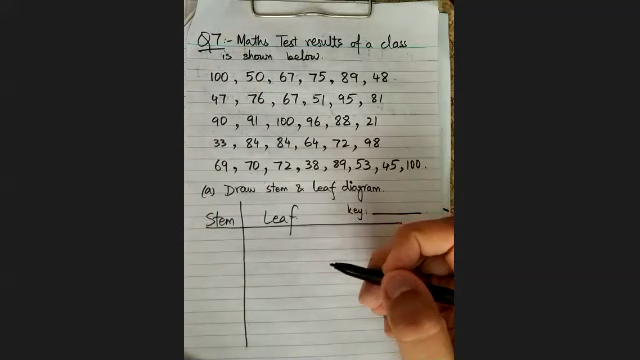 Q7:- Maths Test results of a class
is shown below.
100, 50, 67, 75, 89, 48.
47, 76, 67, 51, 95, 81
90, 91, 100, 96, 88, 21
33, 84, 84, 64, 72, 98
69, 70, 72, 38, 89, 53, 45, 100.
(a) Draw stem & leaf diagram.
Stem Leaf key: